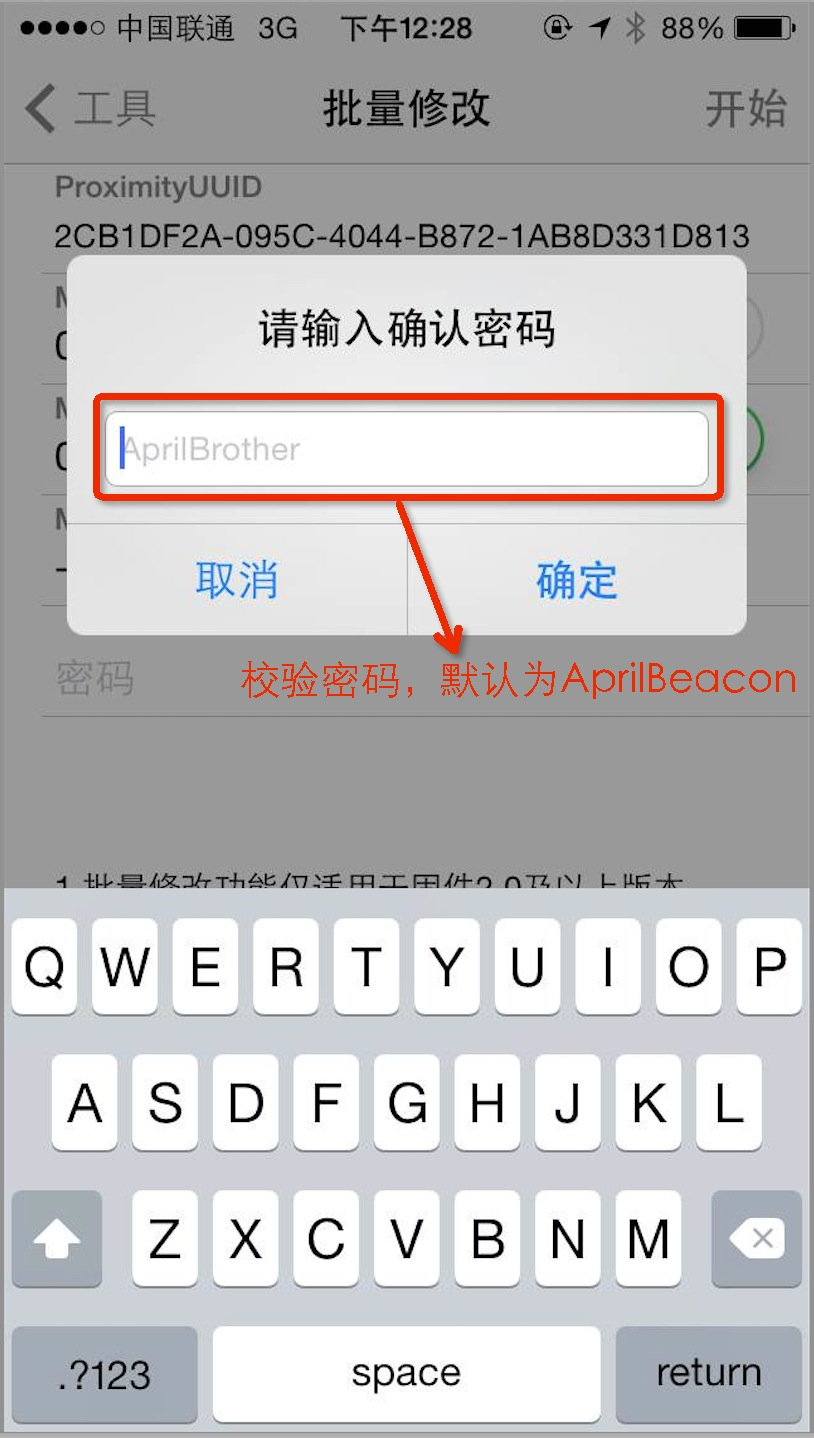 中国联通 3G 下午12:28 88%
工具 批量修改 开始
ProximityUUID
2CB1DF2A-095C-4044-B872-1AB8D331D813
请输入确认密码
AprilBrother
取消 确定
密码
校验密码，默认为AprilBeacon
1.批量修改功能仅适用于固件2.0及以上版本
Q W E R T Y U I O P
A S D F G H J K L
Z X C V B N M
.?123 space return